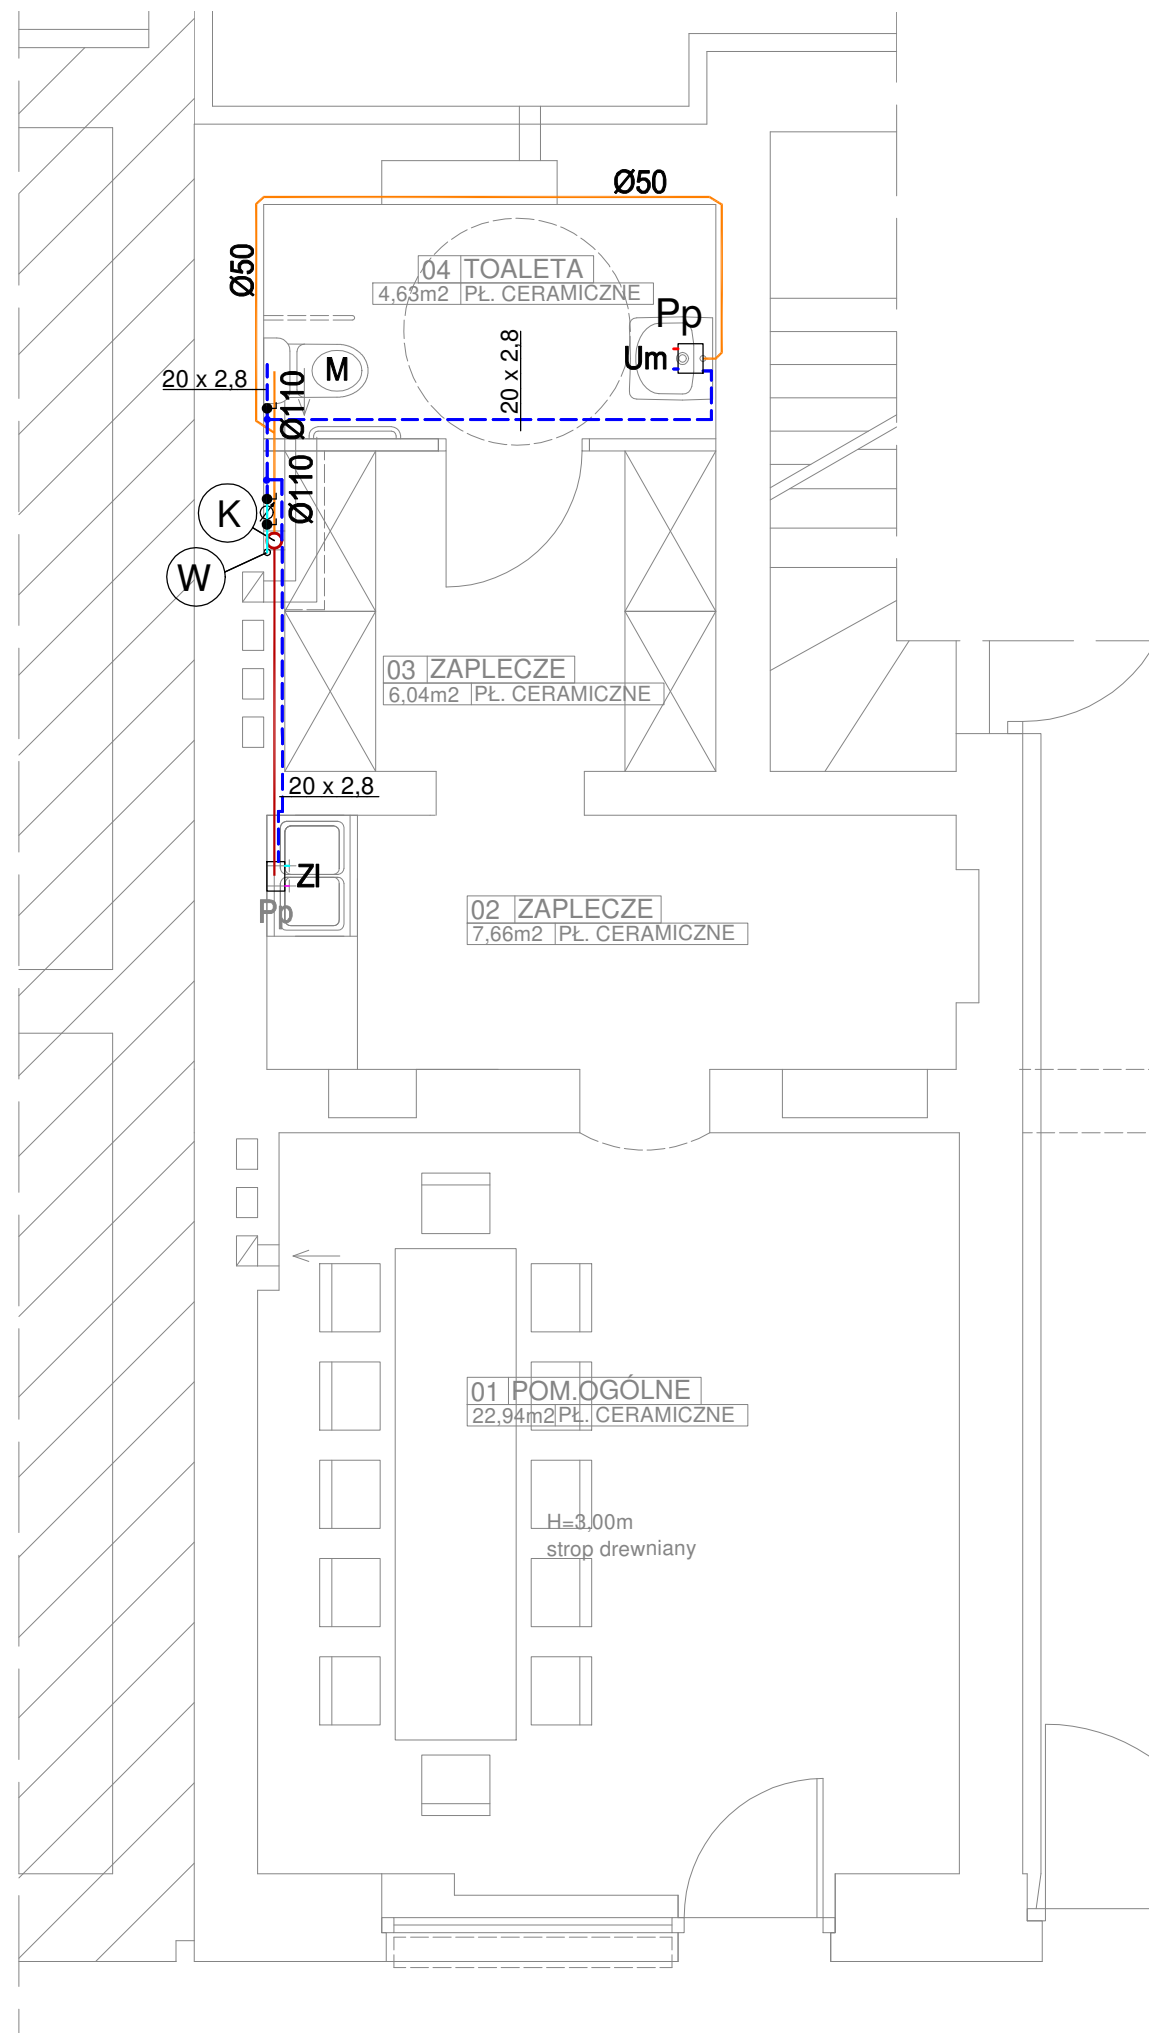 Ø50
Ø50
04 TOALETA
4,63m2 PŁ. CERAMICZNE
Pp
Um
20 x 2,8
M
20 x 2,8
Ø110
Ø110
K
W
03 ZAPLECZE
6,04m2 PŁ. CERAMICZNE
20 x 2,8
Zl
Pp
02 ZAPLECZE
7,66m2 PŁ. CERAMICZNE
01 POM.OGÓLNE
22,94m2 PŁ. CERAMICZNE
H=3,00m
strop drewniany